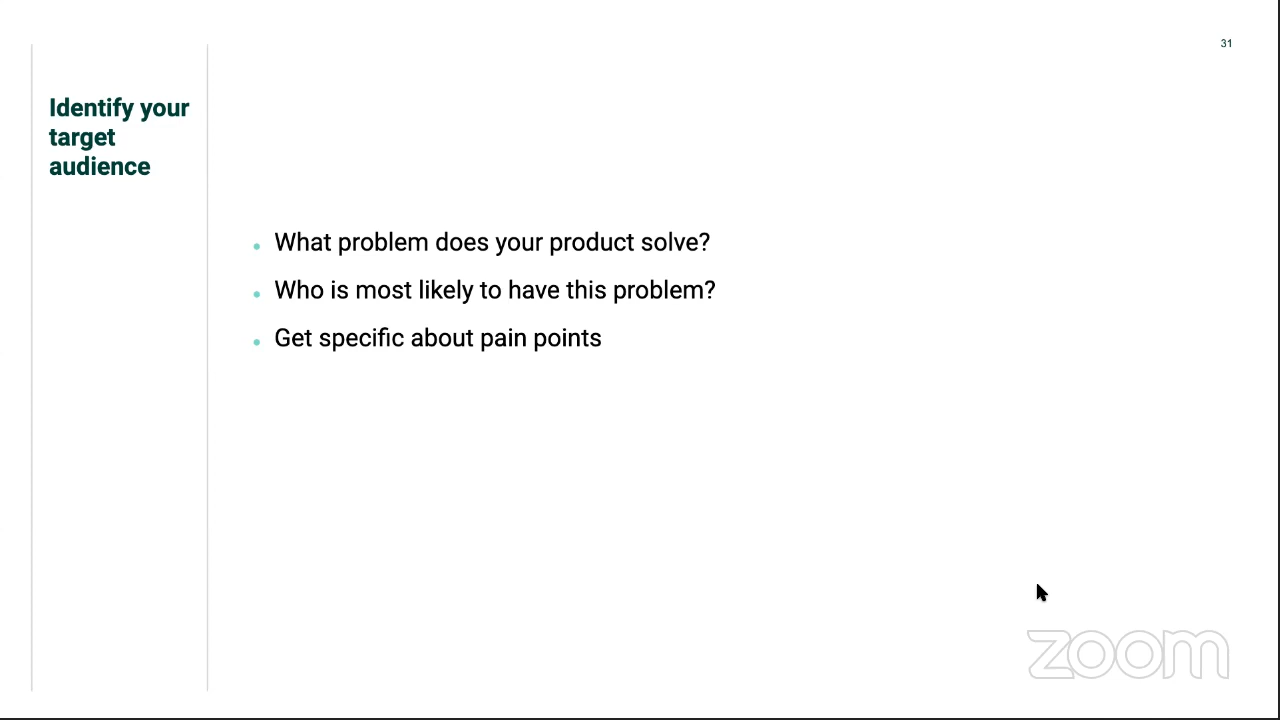 31
Identify your
target
audience
What problem does your product solve?
Who is most likely to have this problem?
Get specific about pain points
zoom